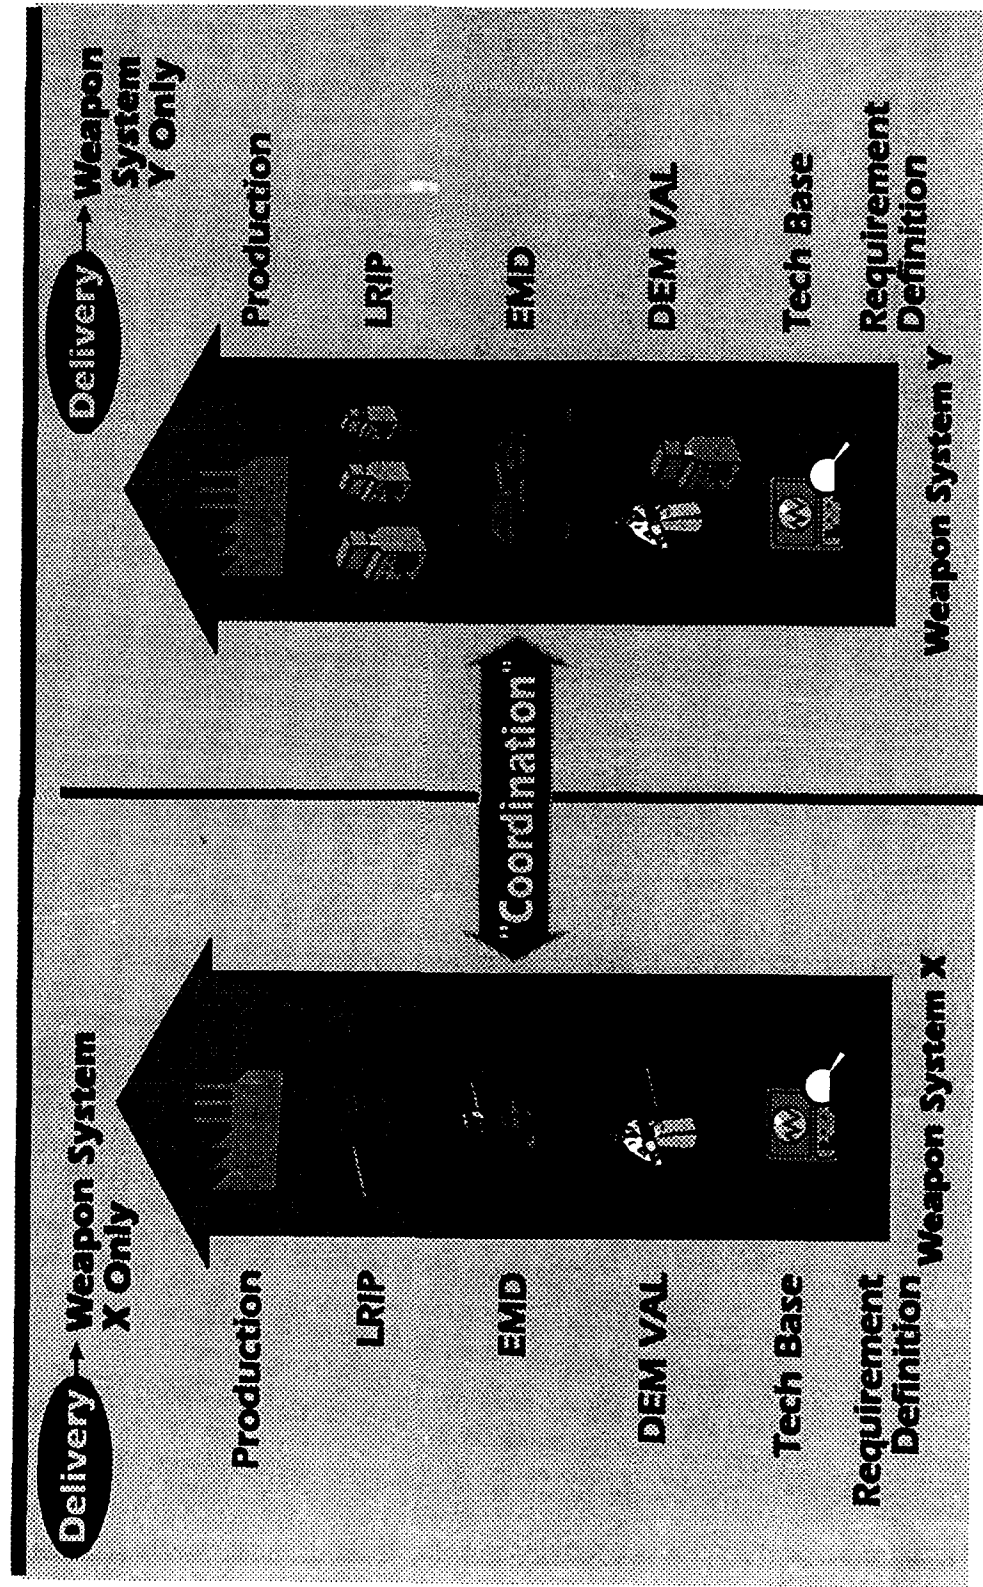 Delivery
Weapon System
X Only
Production
LRIP
EMD
DEM VAL
Tech Base
Requirement
Definition
Weapon System X
"Coordination"
Delivery
Weapon
System
Y Only
Production
LRIP
EMD
DEM VAL
Tech Base
Requirement
Definition
Weapon System Y